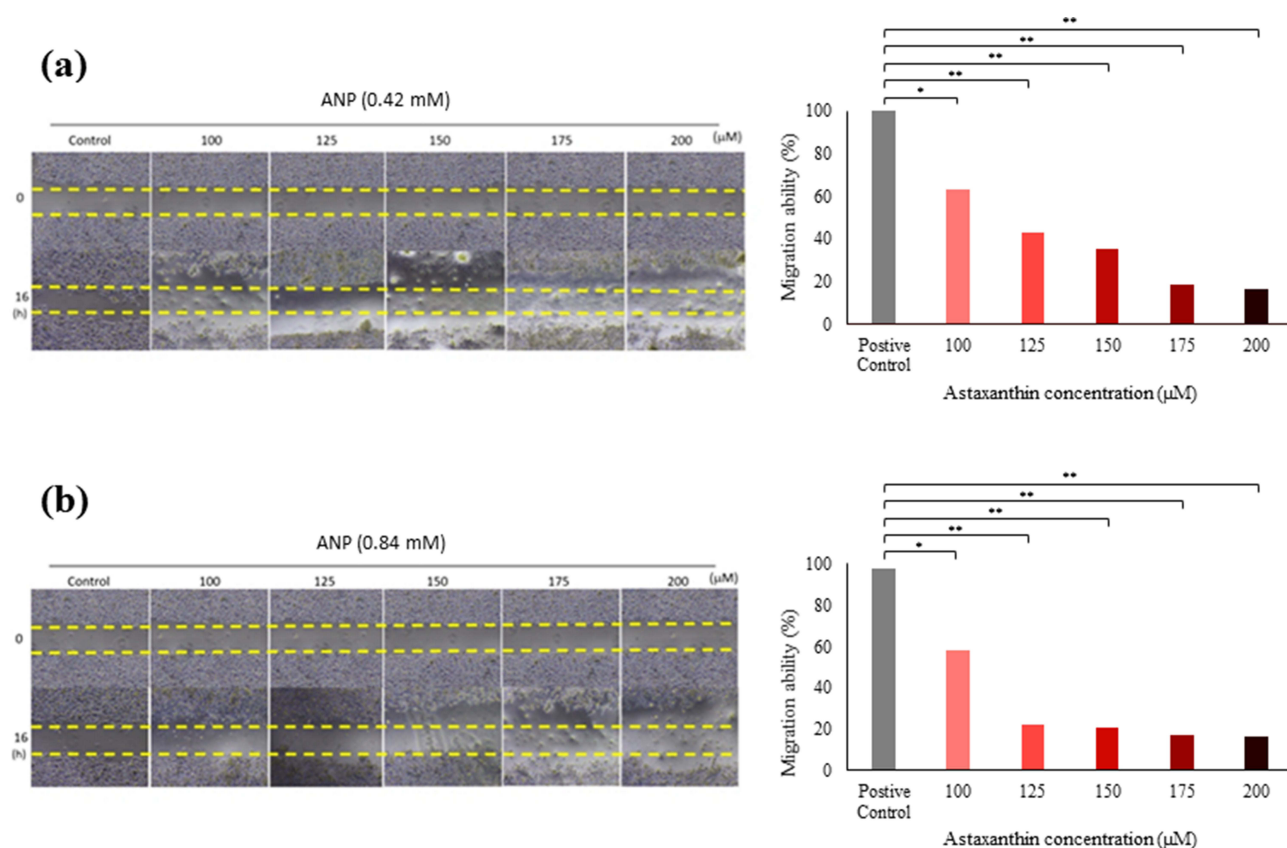 (a)
ANP (0.42 mM)
Control 100 125 150 175 200 (μM)
0
16
(h)
** 
**
**
**
*
Migration ability (%)
100
80
60
40
20
0
Postive Control 100 125 150 175 200
Astaxanthin concentration (μM)
(b)
ANP (0.84 mM)
Control 100 125 150 175 200 (μM)
0
16
(h)
**
**
**
**
*
Migration ability (%)
100
80
60
40
20
0
Postive Control 100 125 150 175 200
Astaxanthin concentration (μM)